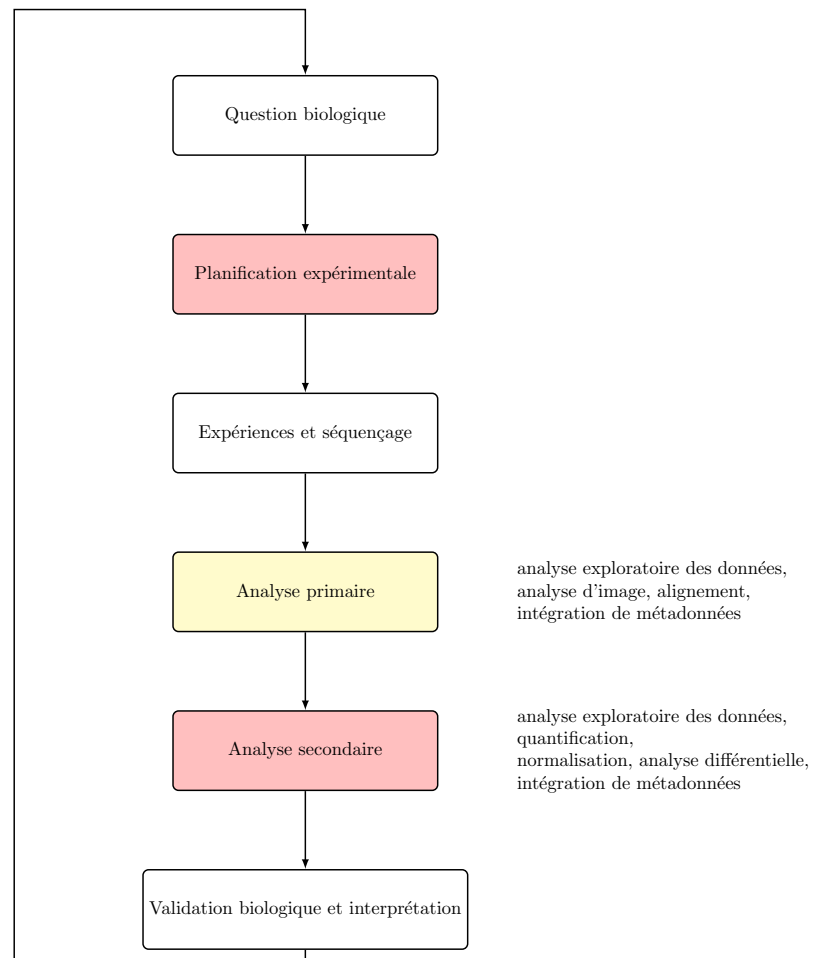 Question biologique
Planification expérimentale
Expériences et séquençage
Analyse primaire
analyse exploratoire des données,
analyse d'image, alignement,
intégration de métadonnées
Analyse secondaire
analyse exploratoire des données,
quantification,
normalisation, analyse différentielle,
intégration de métadonnées
Validation biologique et interprétation